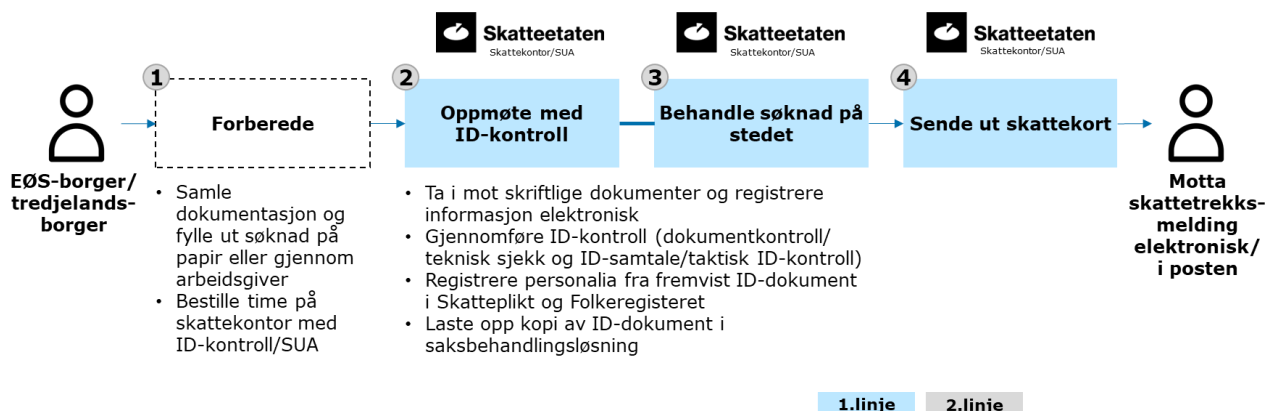 Skatteetaten
Skattekontor/SUA
Skatteetaten
Skattekontor/SUA
Skatteetaten
Skattekontor/SUA
EØS-borger/
tredjelands-
borger
1
Forberede
• Samle
dokumentasjon og
fylle ut søknad på
papir eller gjennom
arbeidsgiver
• Bestille time på
skattekontor med
ID-kontroll/SUA
2
Oppmøte med
ID-kontroll
3
Behandle søknad på
stedet
• Ta i mot skriftlige dokumenter og registrere
informasjon elektronisk
• Gjennomføre ID-kontroll (dokumentkontroll/
teknisk sjekk og ID-samtale/taktisk ID-kontroll)
• Registrere personalia fra fremvist ID-dokument
i Skatteplikt og Folkeregisteret
• Laste opp kopi av ID-dokument i
saksbehandlingsløsning
4
Sende ut skattekort
Motta
skattetrekks-
melding
elektronisk/
i posten
1.linje
2.linje